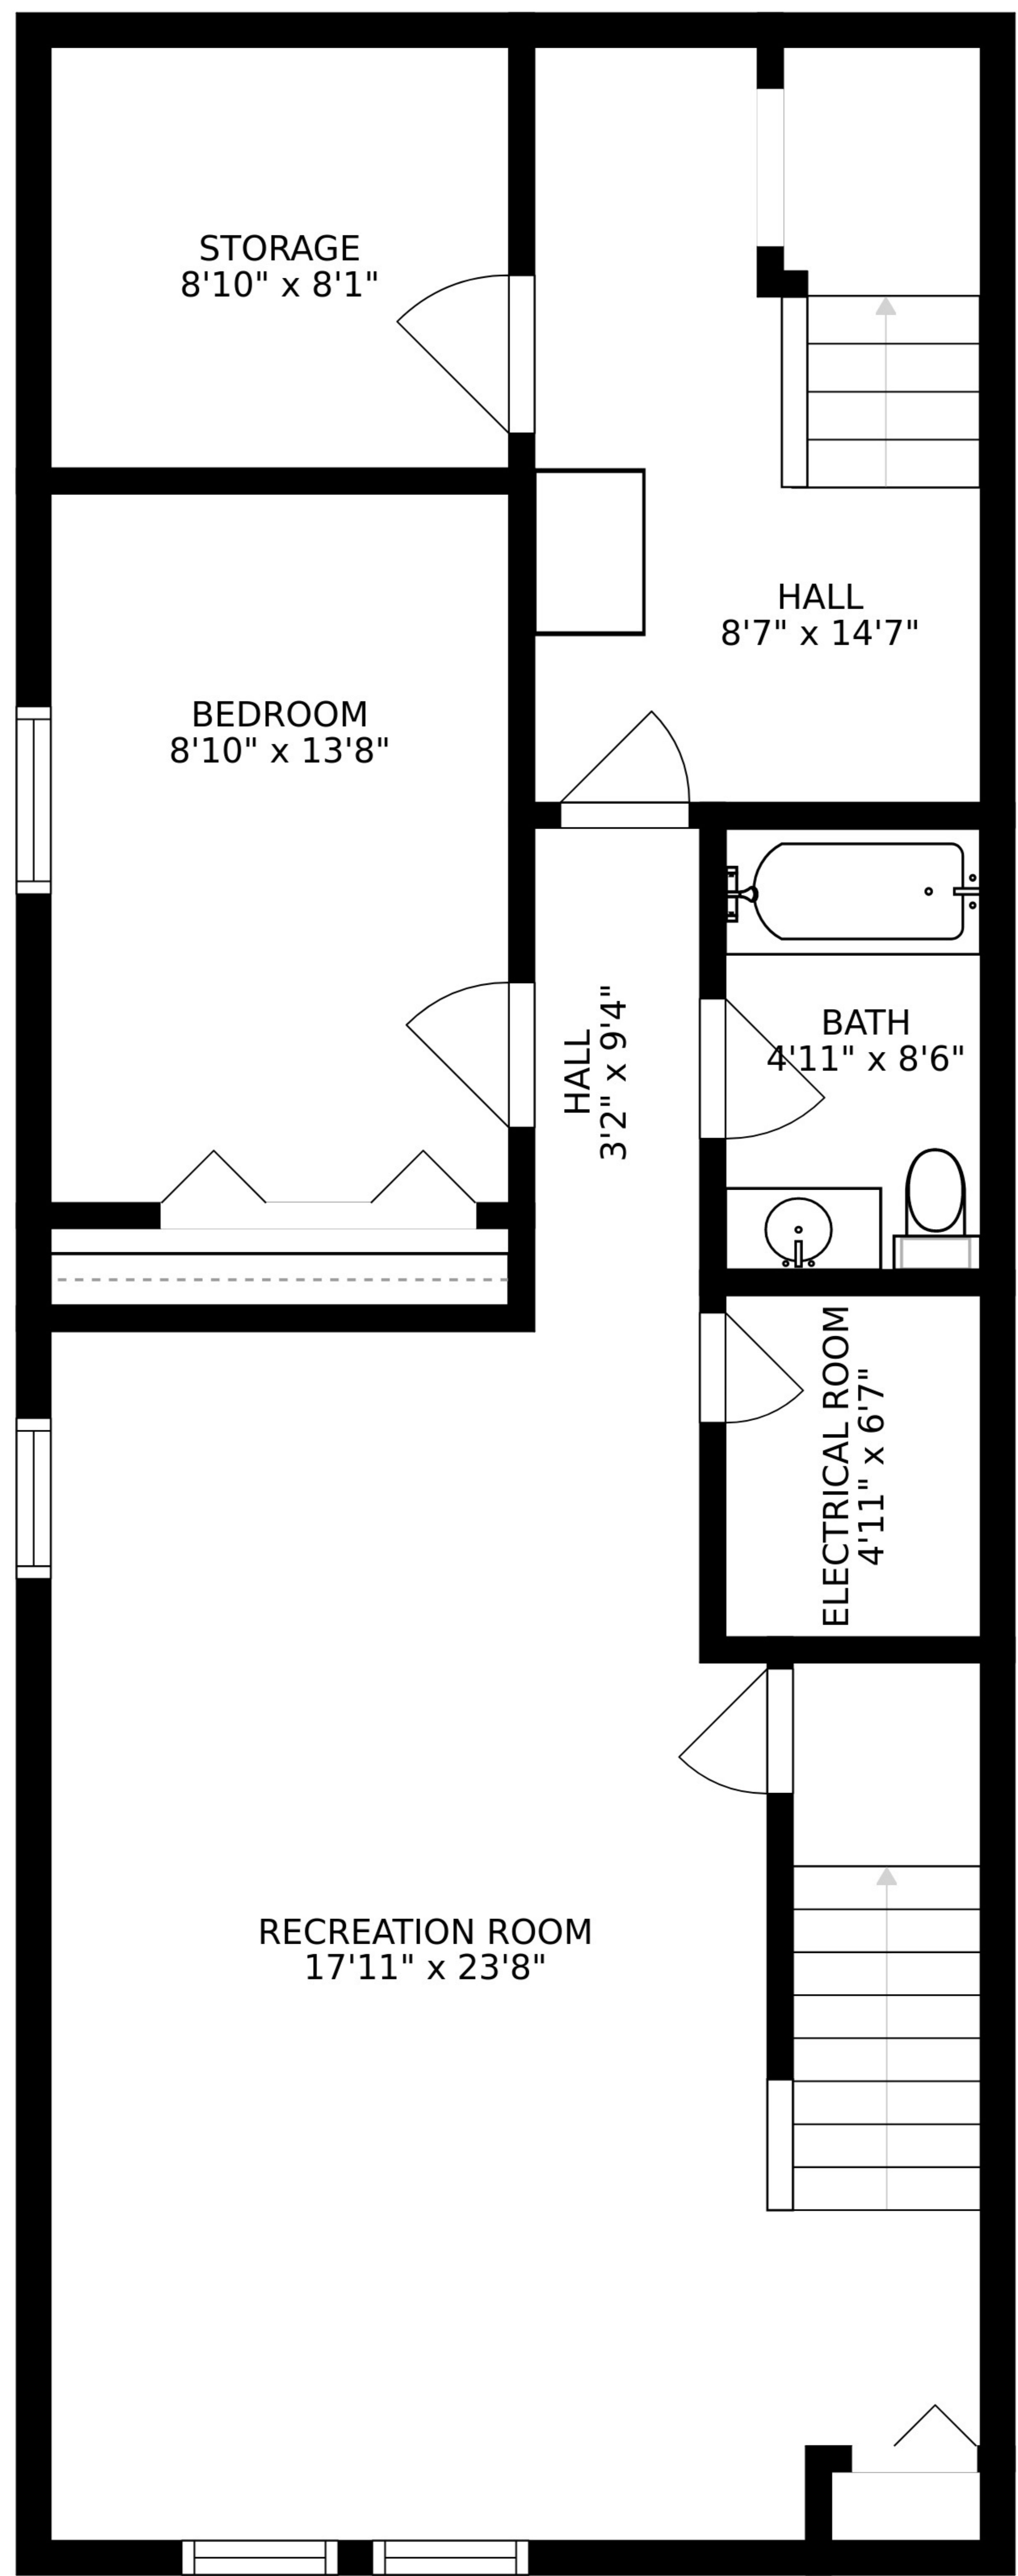 STORAGE
8'10" x 8'1"
HALL
8'7" x 14'7"
BEDROOM
8'10" x 13'8"
HALL
3'2" x 9'4"
BATH
4'11" x 8'6"
ELECTRICAL ROOM
4'11" x 6'7"
RECREATION ROOM
17'11" x 23'8"